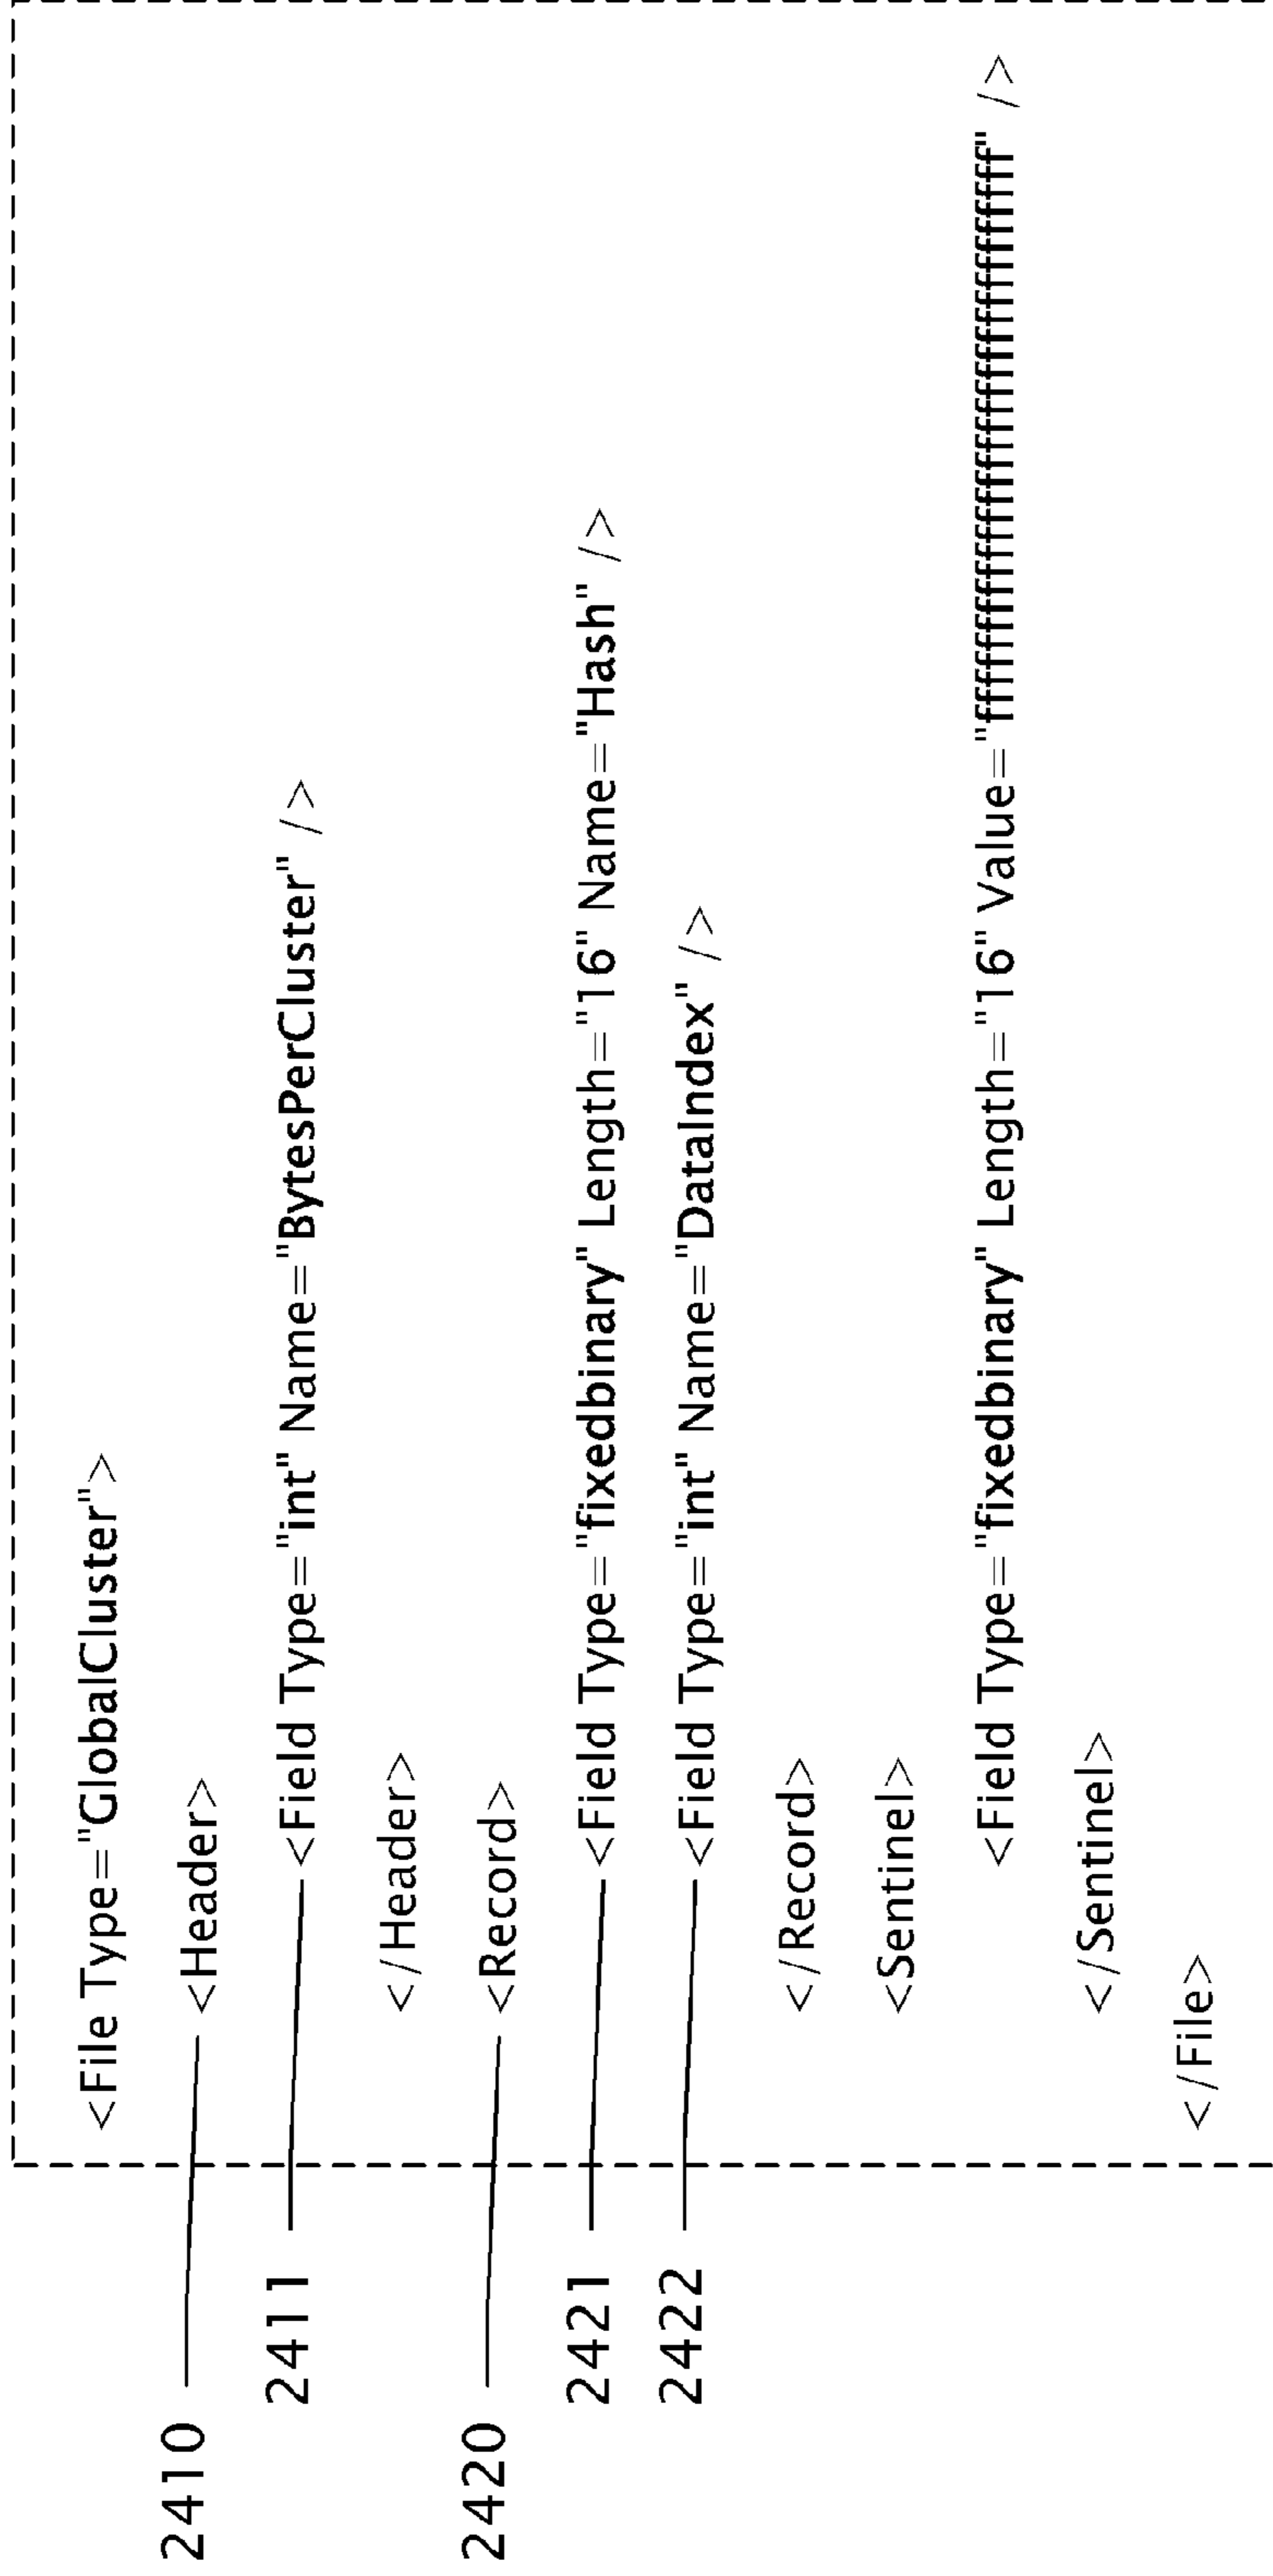 <File Type="GlobalCluster">
2410 <Header>
2411 <Field Type="int" Name="BytesPerCluster" />
</Header>
2420 <Record>
2421 <Field Type="fixedbinary" Length="16" Name="Hash" />
2422 <Field Type="int" Name="DataIndex" />
</Record>
<Sentinel>
<Field Type="fixedbinary" Length="16" Value="ffffffffffffffffffffffffffffffff" />
</Sentinel>
</File>